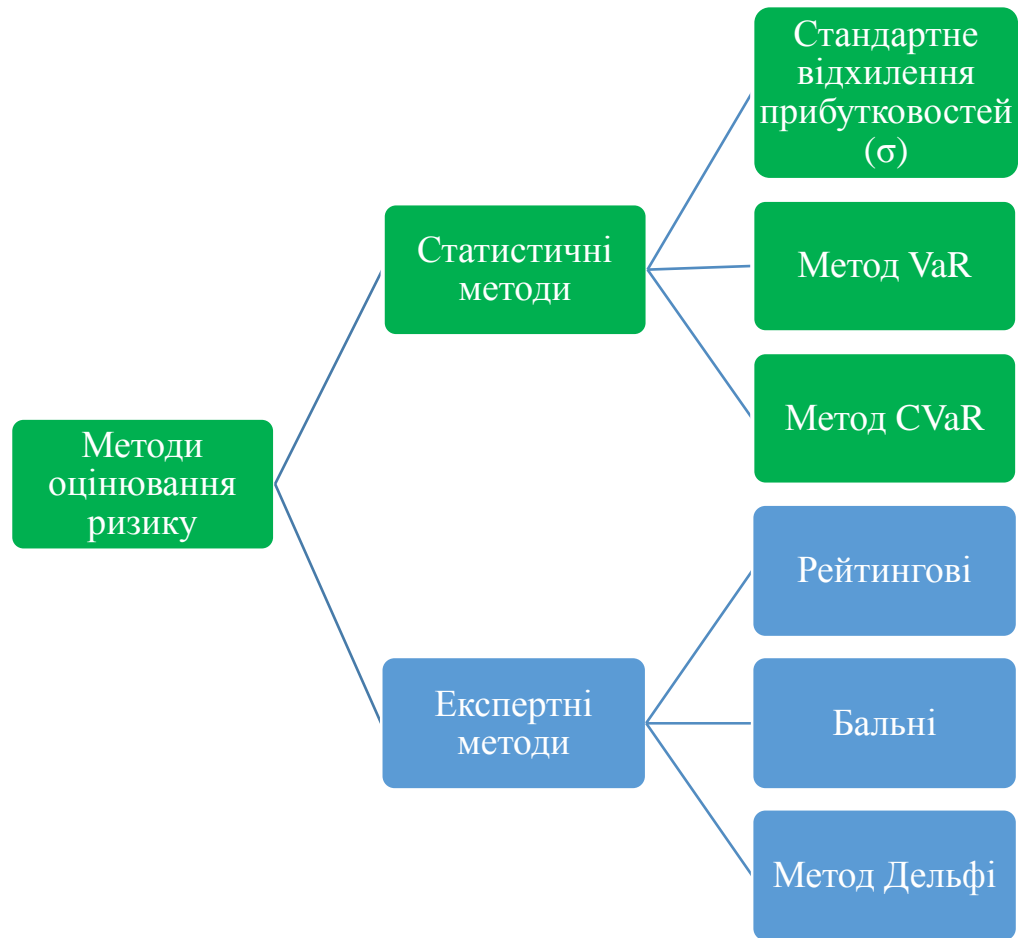 Стандартне
відхилення
прибутковостей
(σ)
Статистичні
методи
Метод VaR
Метод CVaR
Методи
оцінювання
ризику
Рейтингові
Експертні
методи
Бальні
Метод Дельфі